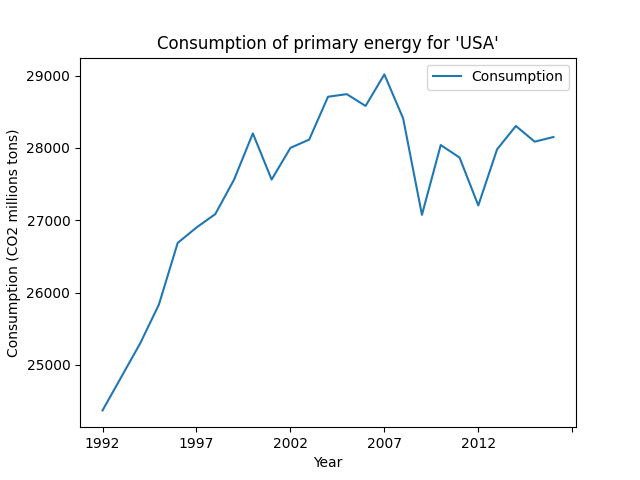 Consumption of primary energy for 'USA'
Consumption
29000
28000
27000
26000
25000
Consumption (CO2 millions tons)
1992 1997 2002 2007 2012
Year